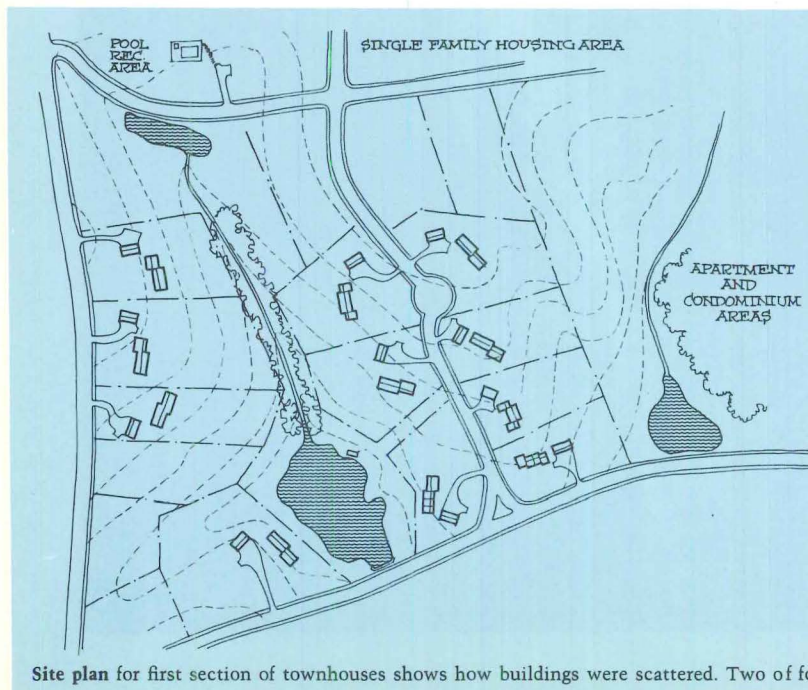 POOL
REC.
AREA
SINGLE FAMILY HOUSING AREA
APARTMENT
AND
CONDOMINIUM
AREAS
Site plan for first section of townhouses shows how buildings were scattered. Two of